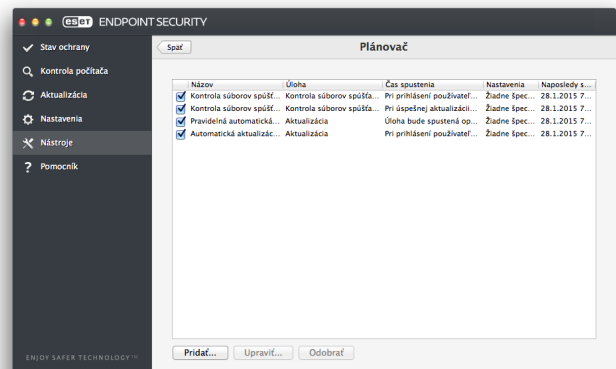 eset ENDPOINT SECURITY
Stav ochrany
Kontrola počítača
Aktualizácia
Nastavenia
Nástroje
Pomocník
ENJOY SAFER TECHNOLOGY™
Späť
Plánovač
Názov Úloha Čas spustenia Nastavenia Naposledy s...
Kontrola súborov spúšť... Kontrola súborov spúšťa... Pri prihlásení používateľ... Žiadne špec... 28.1.2015 7...
Kontrola súborov spúšť... Kontrola súborov spúšťa... Pri úspešnej aktualizácii... Žiadne špec... 28.1.2015 7...
Pravidelná automatická... Aktualizácia Úloha bude spustená op... Žiadne špec... 28.1.2015 7...
Automatická aktualizác... Aktualizácia Pri prihlásení používateľ... Žiadne špec... 28.1.2015 7...
Pridať... Upraviť... Odobrať